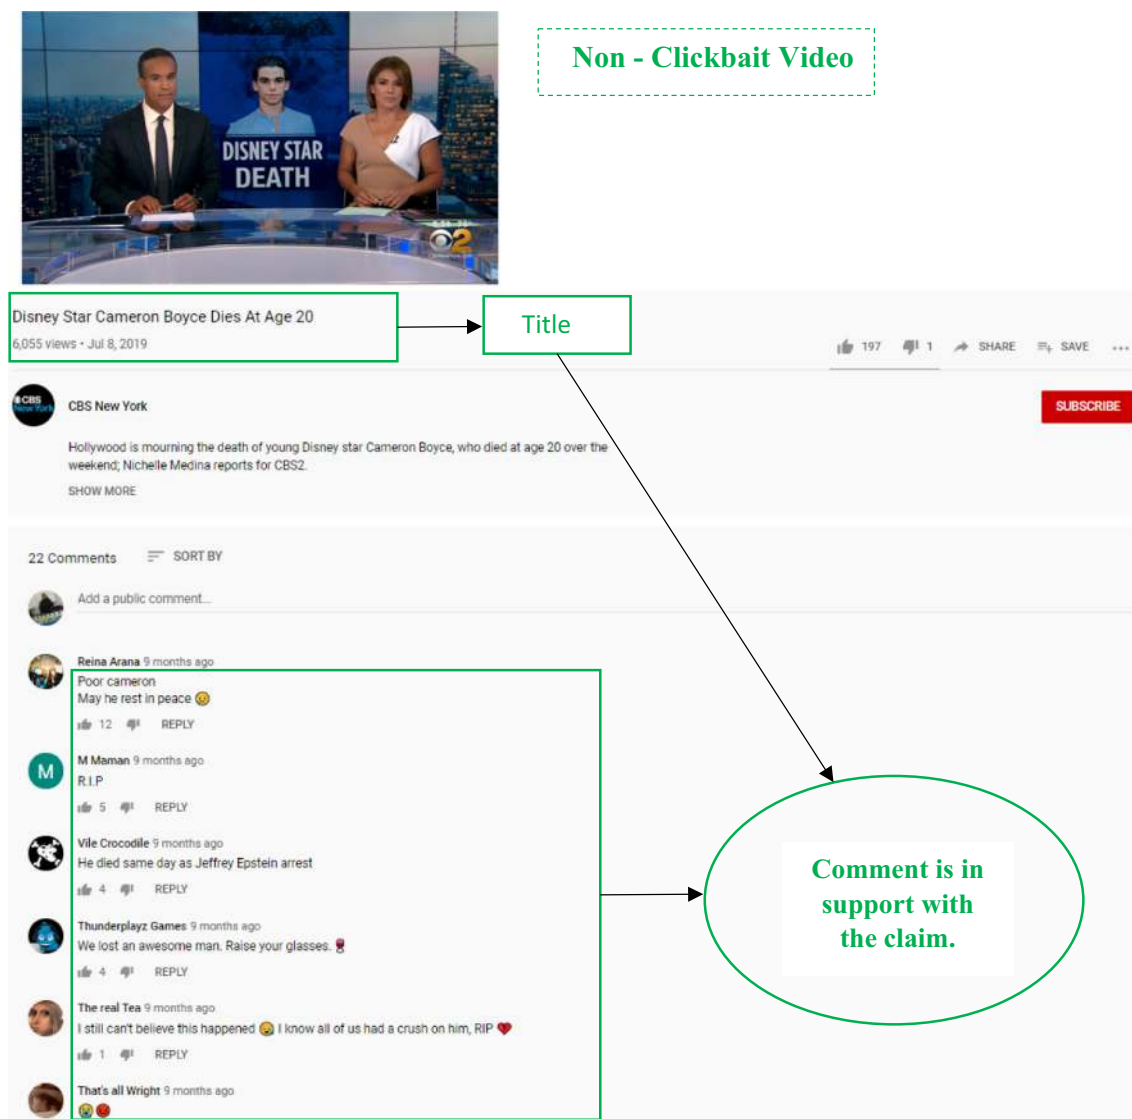 Non - Clickbait Video
DISNEY STAR
DEATH
2
Disney Star Cameron Boyce Dies At Age 20
6,055 views • Jul 8, 2019
Title
197 1 SHARE SAVE
CBS
New York
CBS New York
SUBSCRIBE
Hollywood is mourning the death of young Disney star Cameron Boyce, who died at age 20 over the
weekend; Nichelle Medina reports for CBS2.
SHOW MORE
22 Comments SORT BY
Add a public comment...
Reina Arana 9 months ago
Poor cameron
May he rest in peace 😔
12 REPLY
M
M Maman 9 months ago
R.I.P
5 REPLY
Vile Crocodile 9 months ago
He died same day as Jeffrey Epstein arrest
4 REPLY
Thunderplayz Games 9 months ago
We lost an awesome man. Raise your glasses. 🍷
4 REPLY
The real Tea 9 months ago
I still can't believe this happened 😭 I know all of us had a crush on him, RIP 💔
1 REPLY
That's all Wright 9 months ago
😭😡
Comment is in
support with
the claim.